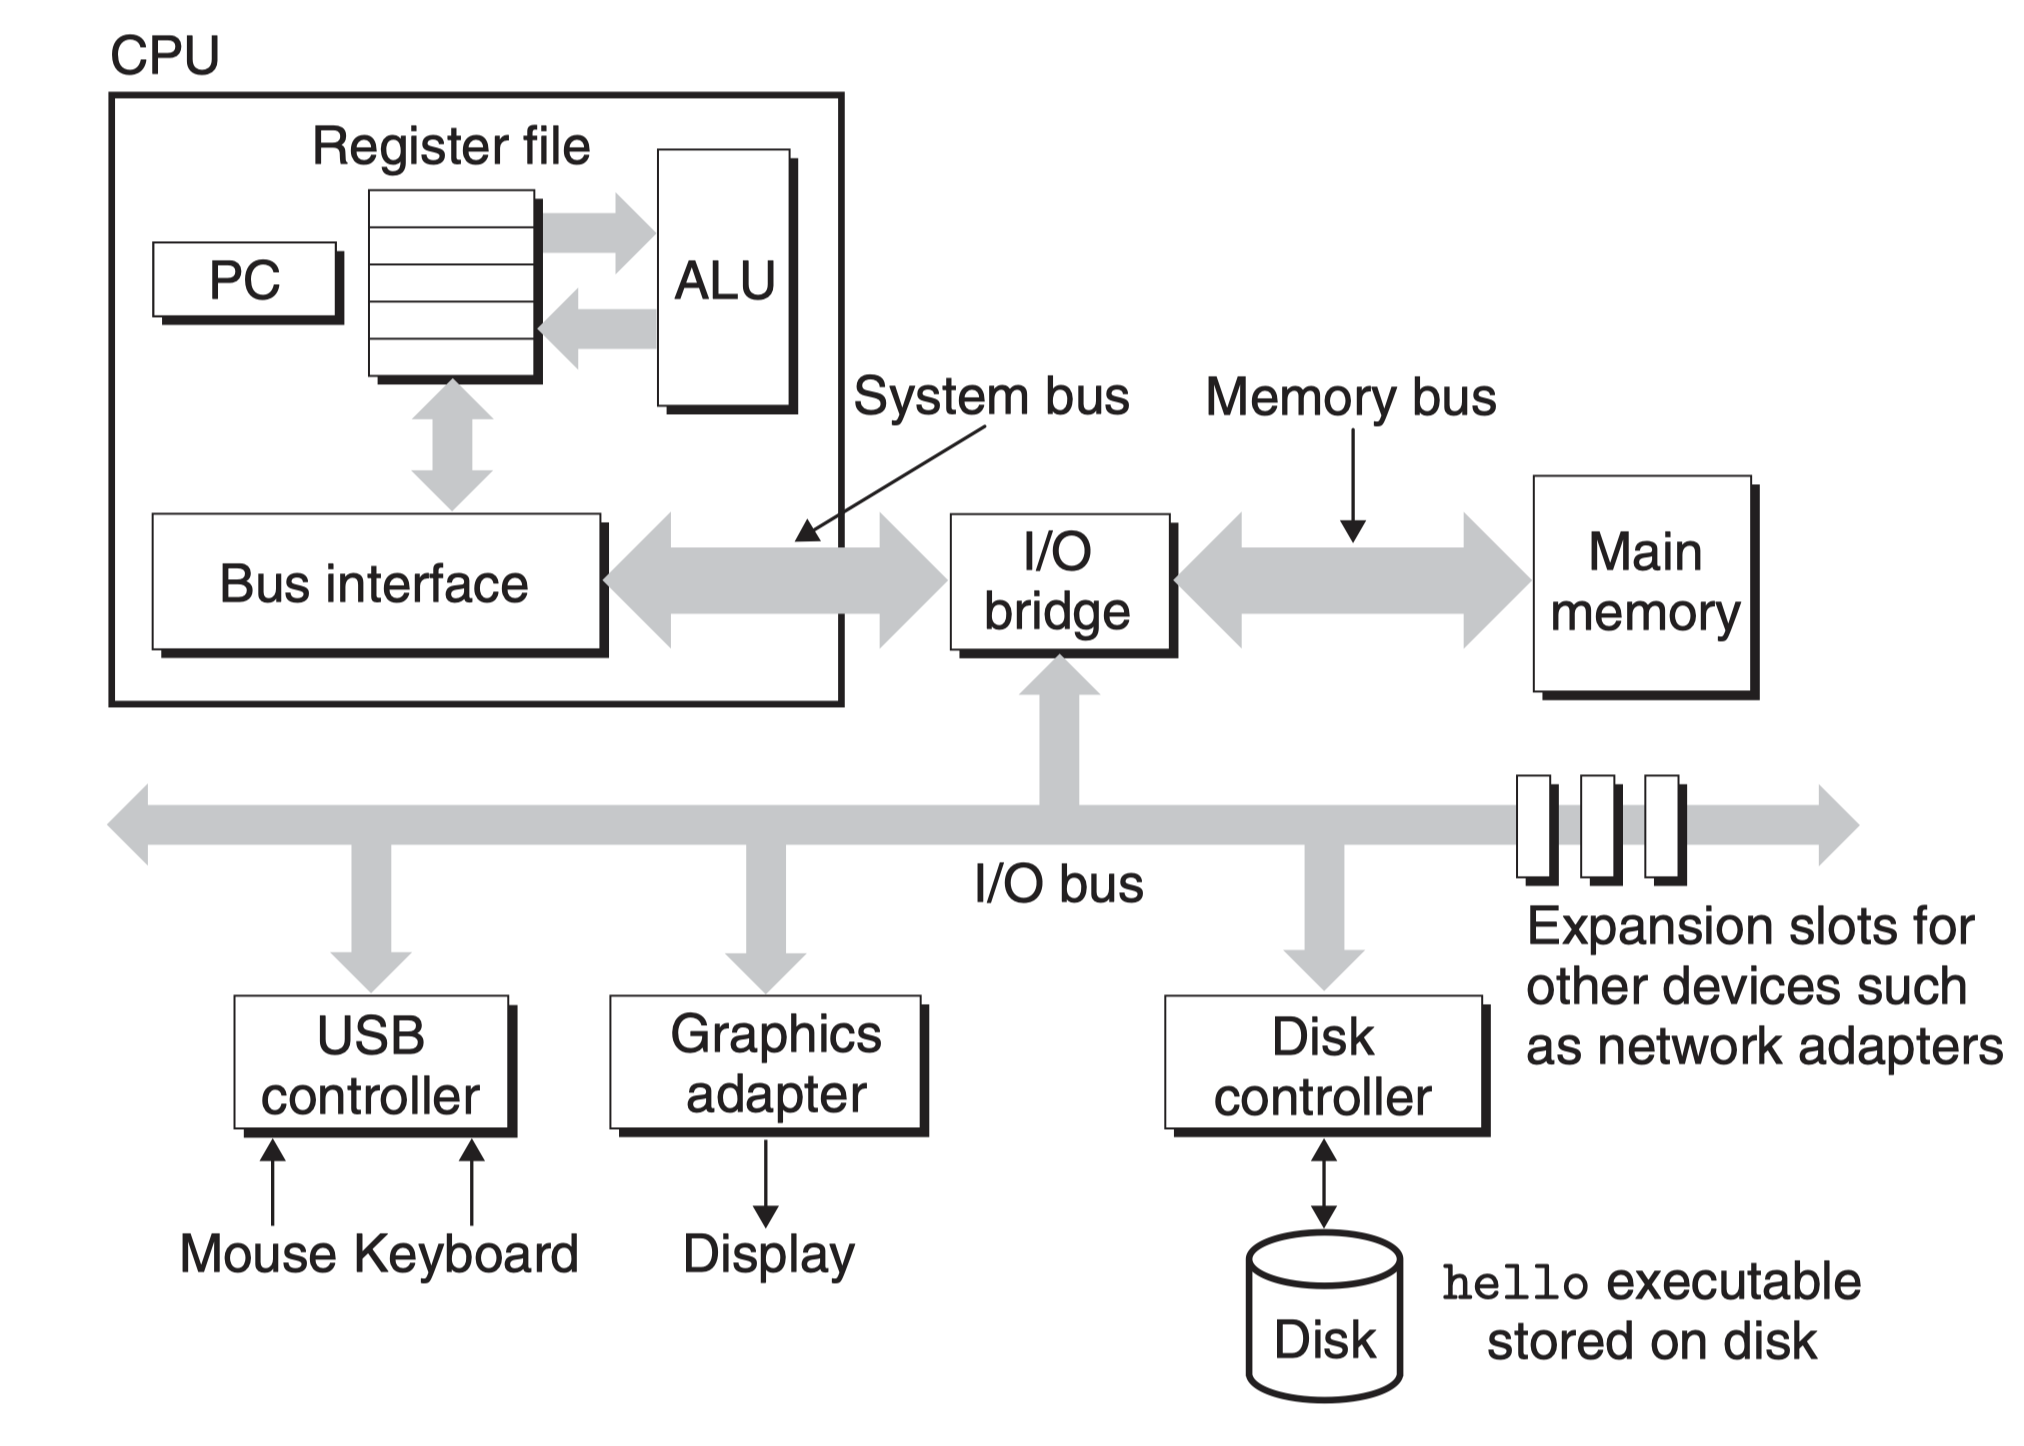 CPU
Register file
PC
ALU
System bus
Memory bus
Bus interface
I/O
bridge
Main
memory
I/O bus
Expansion slots for
other devices such
as network adapters
USB
controller
Graphics
adapter
Disk
controller
Mouse Keyboard
Display
Disk
hello executable
stored on disk